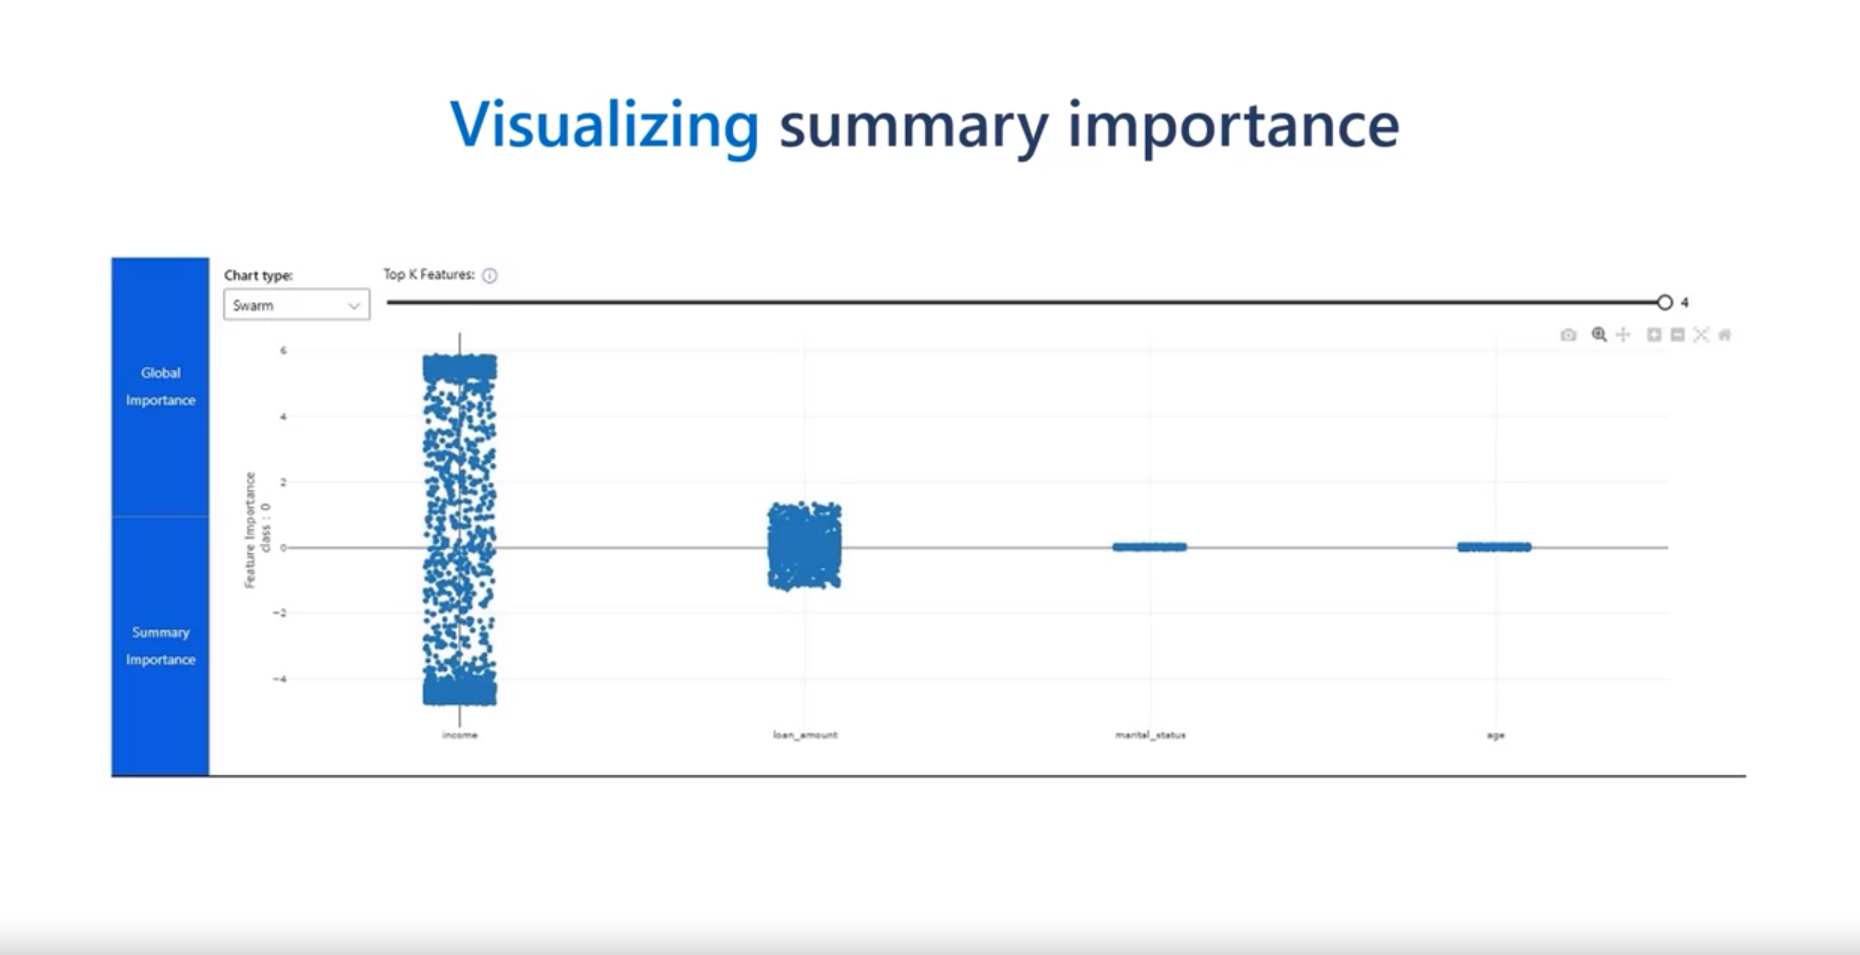 Visualizing summary importance
Chart type:
Top K Features:
Swarm
4
Global
Importance
Summary
Importance
Feature Importance
class : 0
6
4
2
0
−2
−4
income
loan_amount
marital_status
age